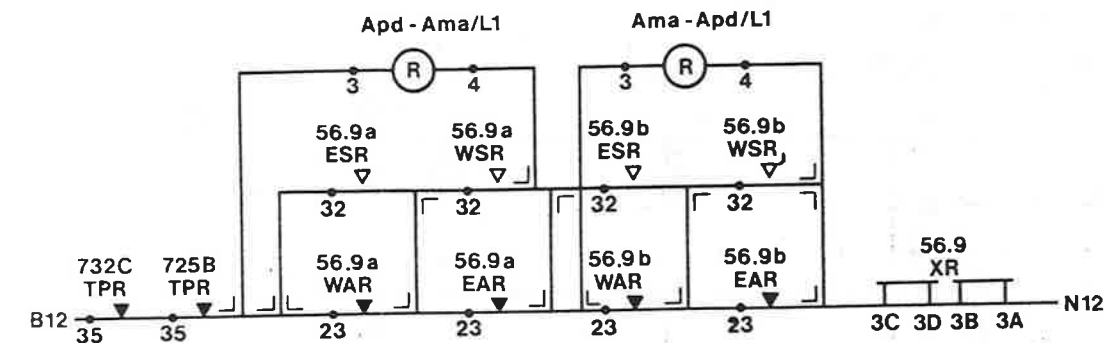 Apd - Ama/L1
Ama - Apd/L1
R
R
3
4
3
4
56.9a
ESR
56.9a
WSR
56.9b
ESR
56.9b
WSR
32
32
32
32
732C
TPR
725B
TPR
56.9a
WAR
56.9a
EAR
56.9b
WAR
56.9b
EAR
56.9
XR
B12
35
35
23
23
23
23
3C
3D
3B
3A
N12